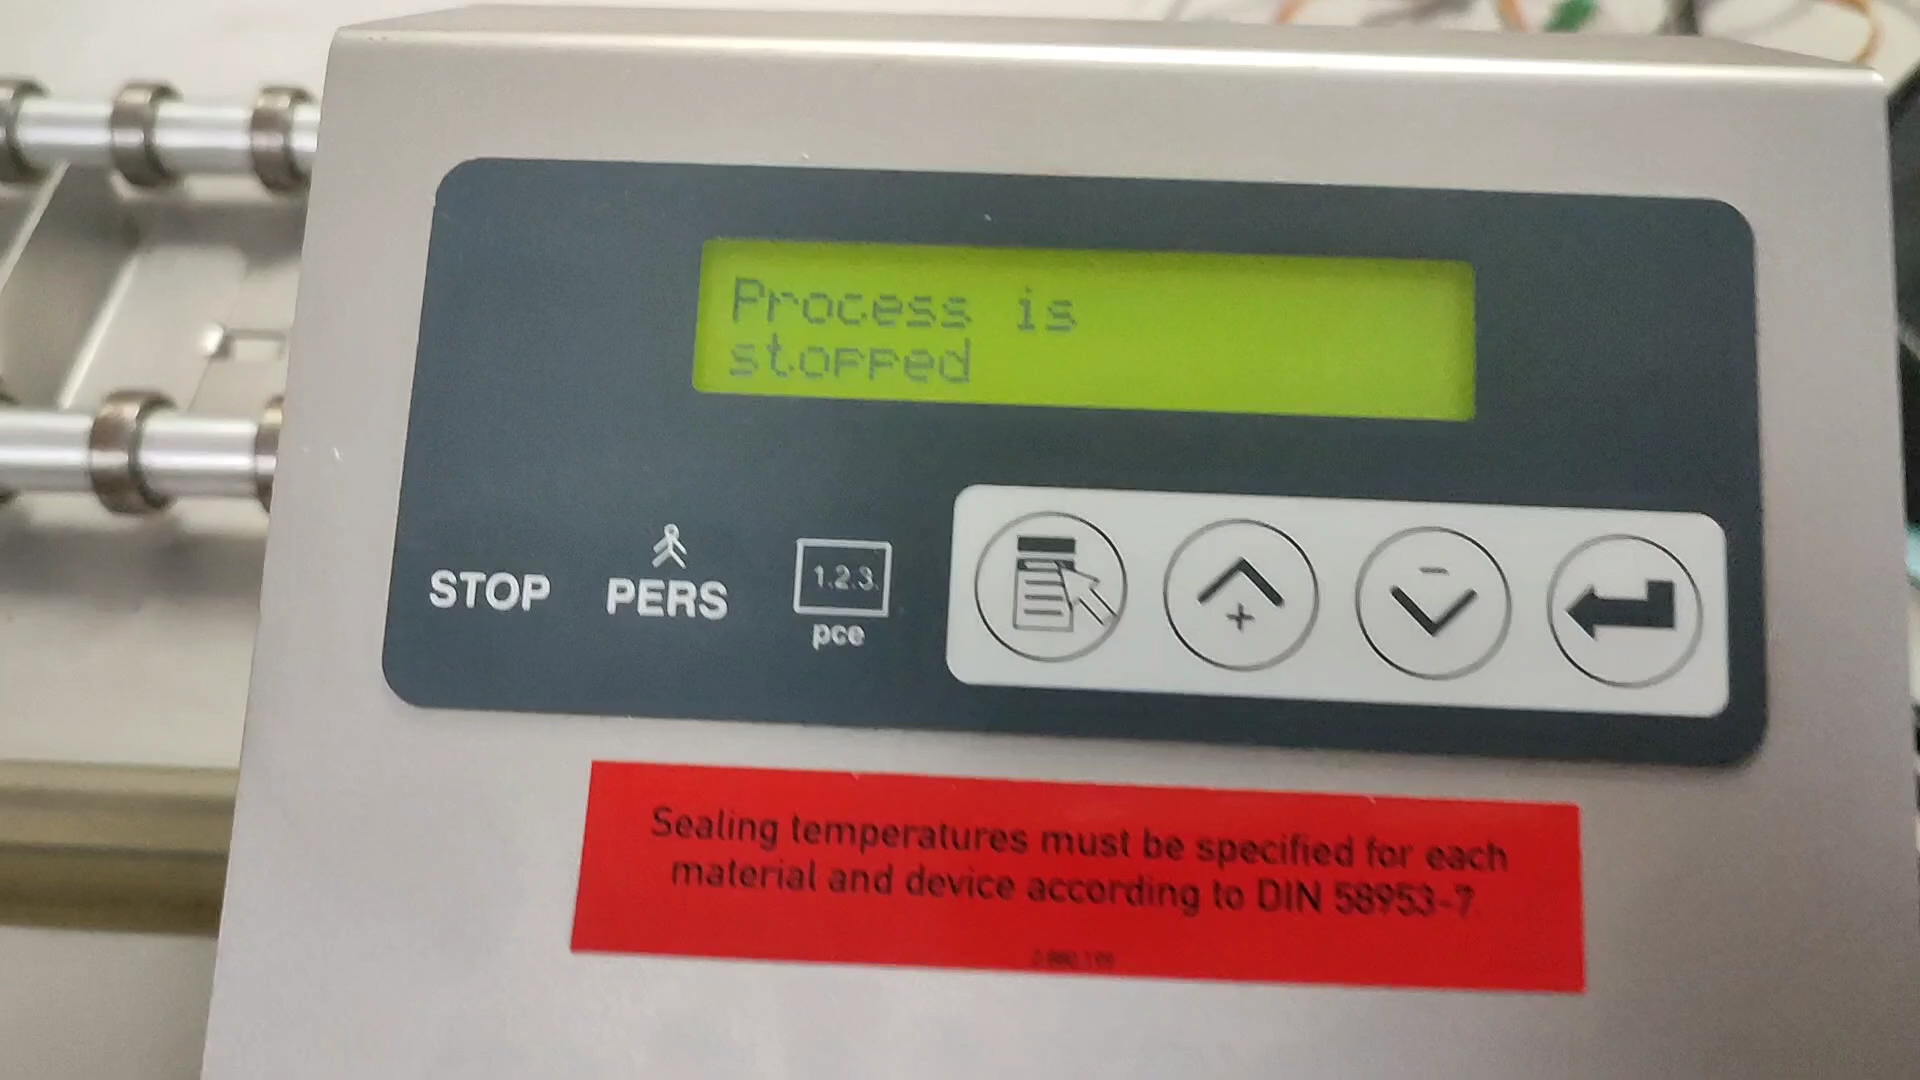 Process is
stopped
STOP
PERS
1.2.3.
pce
+
-
Sealing temperatures must be specified for each
material and device according to DIN 58953-7